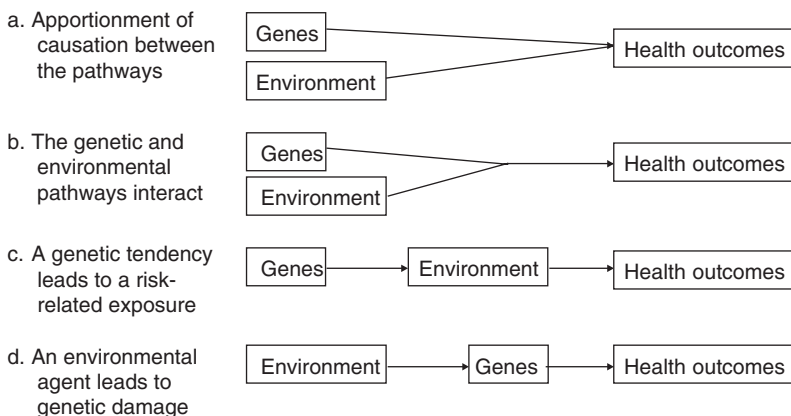 a. Apportionment of
causation between
the pathways
Genes
Environment
Health outcomes
b. The genetic and
environmental
pathways interact
Genes
Environment
Health outcomes
c. A genetic tendency
leads to a risk-
related exposure
Genes
Environment
Health outcomes
d. An environmental
agent leads to
genetic damage
Environment
Genes
Health outcomes